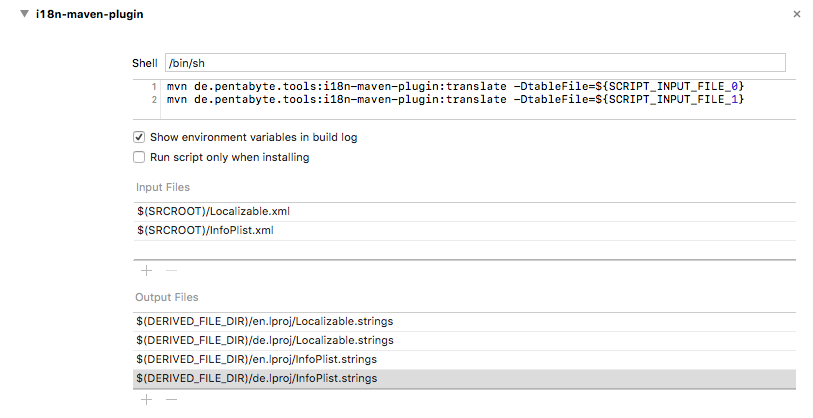 i18n-maven-plugin
Shell /bin/sh
1 mvn de.pentabyte.tools:i18n-maven-plugin:translate -DtableFile=${SCRIPT_INPUT_FILE_0}
2 mvn de.pentabyte.tools:i18n-maven-plugin:translate -DtableFile=${SCRIPT_INPUT_FILE_1}
Show environment variables in build log
Run script only when installing
Input Files
$(SRCROOT)/Localizable.xml
$(SRCROOT)/InfoPlist.xml
Output Files
$(DERIVED_FILE_DIR)/en.lproj/Localizable.strings
$(DERIVED_FILE_DIR)/de.lproj/Localizable.strings
$(DERIVED_FILE_DIR)/en.lproj/InfoPlist.strings
$(DERIVED_FILE_DIR)/de.lproj/InfoPlist.strings